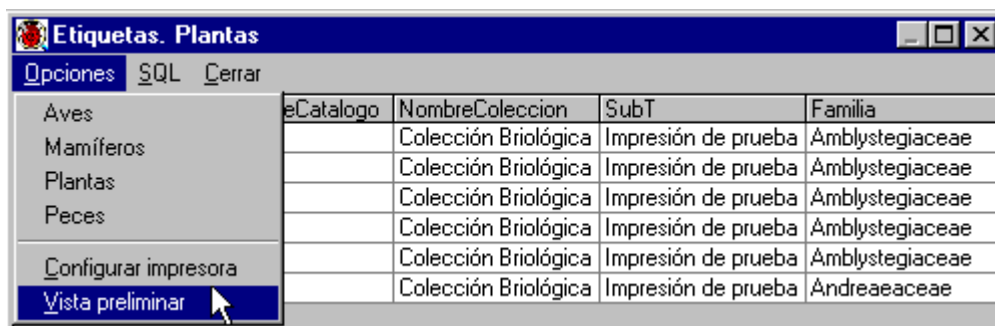 Etiquetas. Plantas
Opciones SQL Cerrar
Aves
Mamíferos
Plantas
Peces
Configurar impresora
Vista preliminar
eCatalogo NombreColeccion SubT Familia
Colección Briológica Impresión de prueba Amblystegiaceae
Colección Briológica Impresión de prueba Amblystegiaceae
Colección Briológica Impresión de prueba Amblystegiaceae
Colección Briológica Impresión de prueba Amblystegiaceae
Colección Briológica Impresión de prueba Amblystegiaceae
Colección Briológica Impresión de prueba Andreaeaceae